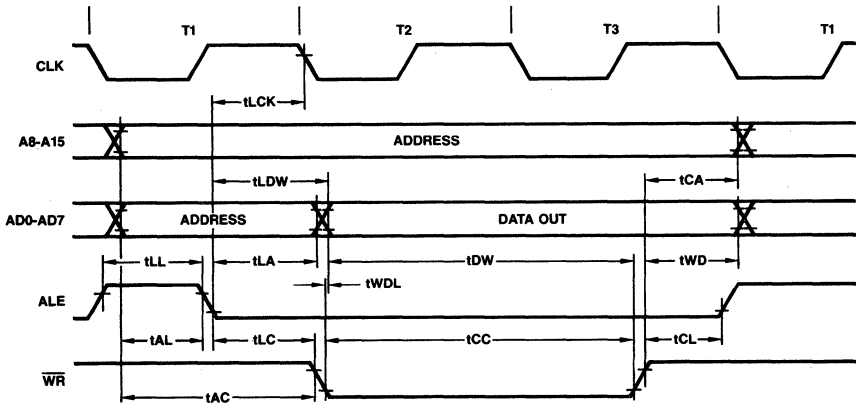 T1 T2 T3 T1
CLK
tLCK
A8-A15 ADDRESS
tLDW tCA
AD0-AD7 ADDRESS DATA OUT
tLL tLA tDW tWD
tWDL
ALE
tAL tLC tCC tCL
WR
tAC